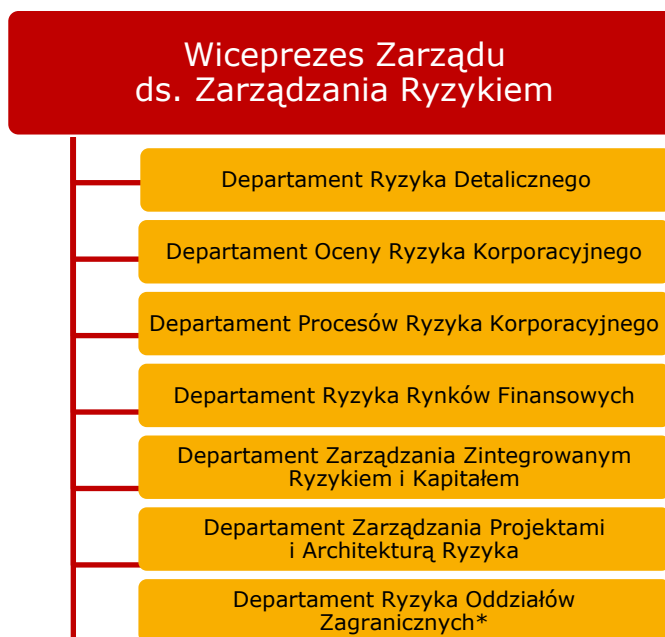 Wiceprezes Zarządu
ds. Zarządzania Ryzykiem
Departament Ryzyka Detalicznego
Departament Oceny Ryzyka Korporacyjnego
Departament Procesów Ryzyka Korporacyjnego
Departament Ryzyka Rynków Finansowych
Departament Zarządzania Zintegrowanym
Ryzykiem i Kapitałem
Departament Zarządzania Projektami
i Architekturą Ryzyka
Departament Ryzyka Oddziałów
Zagranicznych*